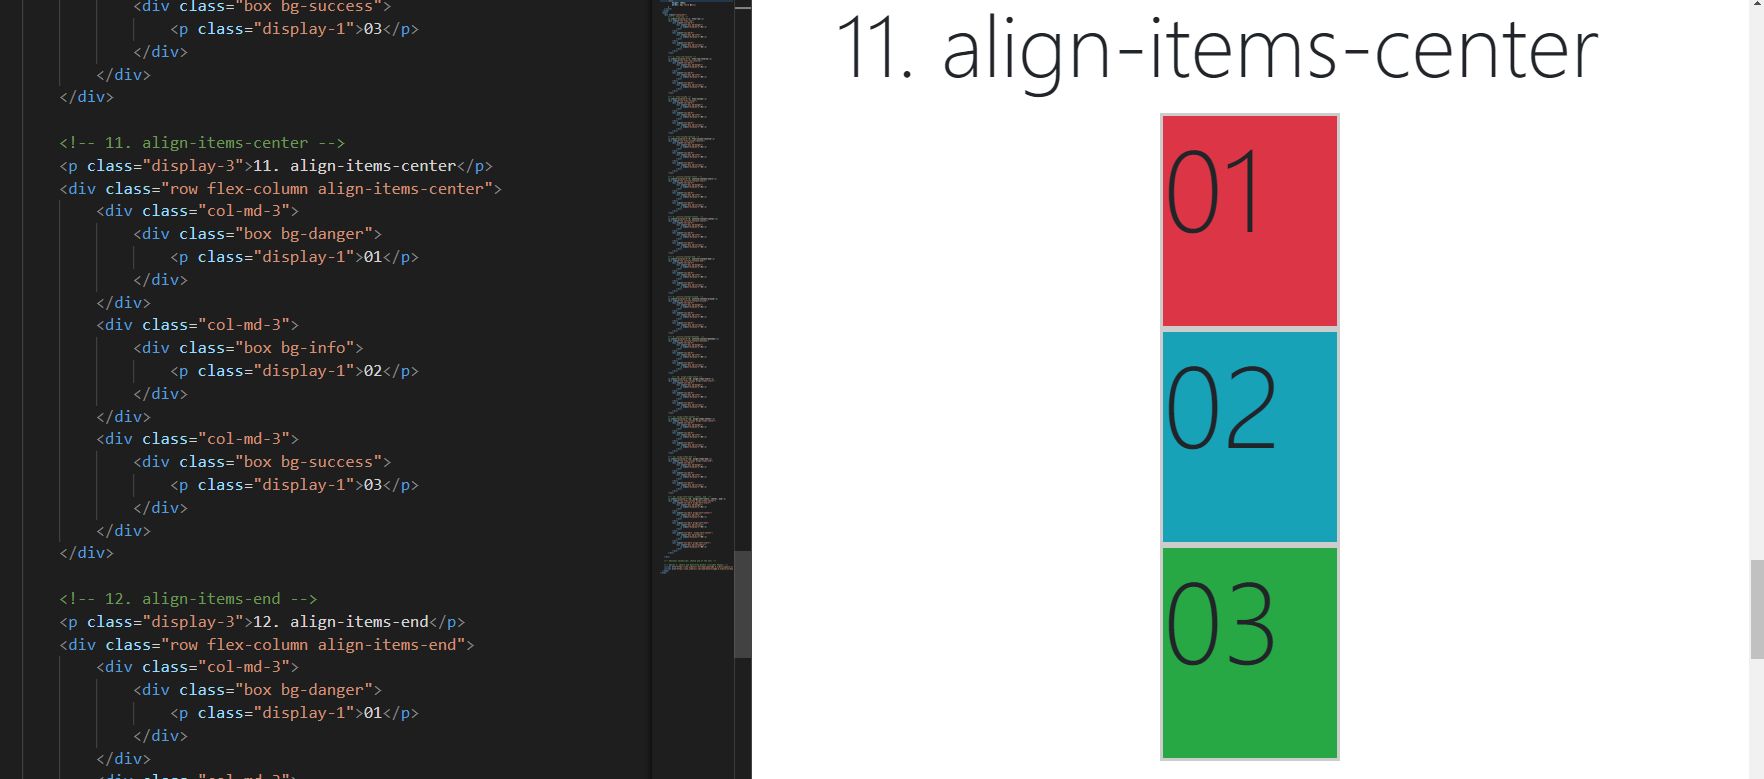 <div class="box bg-success">
<p class="display-1">03</p>
</div>
</div>
</div>
<!-- 11. align-items-center -->
<p class="display-3">11. align-items-center</p>
<div class="row flex-column align-items-center">
<div class="col-md-3">
<div class="box bg-danger">
<p class="display-1">01</p>
</div>
</div>
<div class="col-md-3">
<div class="box bg-info">
<p class="display-1">02</p>
</div>
</div>
<div class="col-md-3">
<div class="box bg-success">
<p class="display-1">03</p>
</div>
</div>
</div>
<!-- 12. align-items-end -->
<p class="display-3">12. align-items-end</p>
<div class="row flex-column align-items-end">
<div class="col-md-3">
<div class="box bg-danger">
<p class="display-1">01</p>
</div>
</div>
<div class="col-md-3">
11. align-items-center
01
02
03